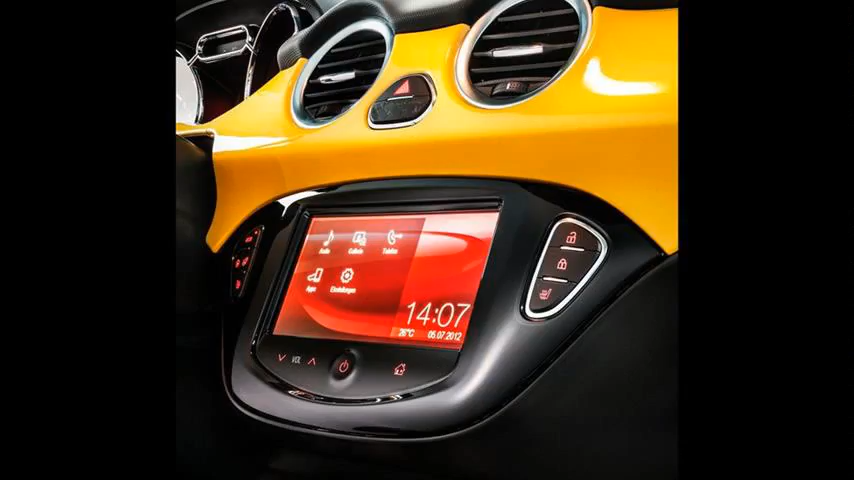 Audio Galerie Telefon
Apps Einstellungen
14:07
26°C 05.07.2012
VOL